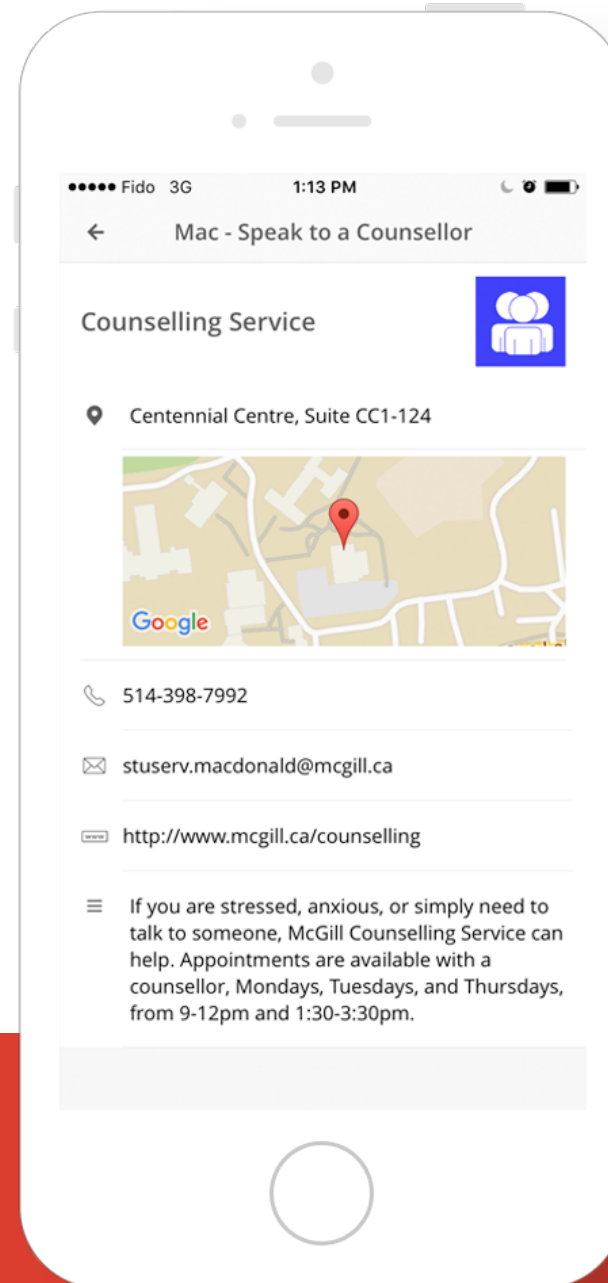 Fido 3G 1:13 PM
Mac - Speak to a Counsellor
Counselling Service
Centennial Centre, Suite CC1-124
Google
514-398-7992
stuserv.macdonald@mcgill.ca
www http://www.mcgill.ca/counselling
If you are stressed, anxious, or simply need to
talk to someone, McGill Counselling Service can
help. Appointments are available with a
counsellor, Mondays, Tuesdays, and Thursdays,
from 9-12pm and 1:30-3:30pm.